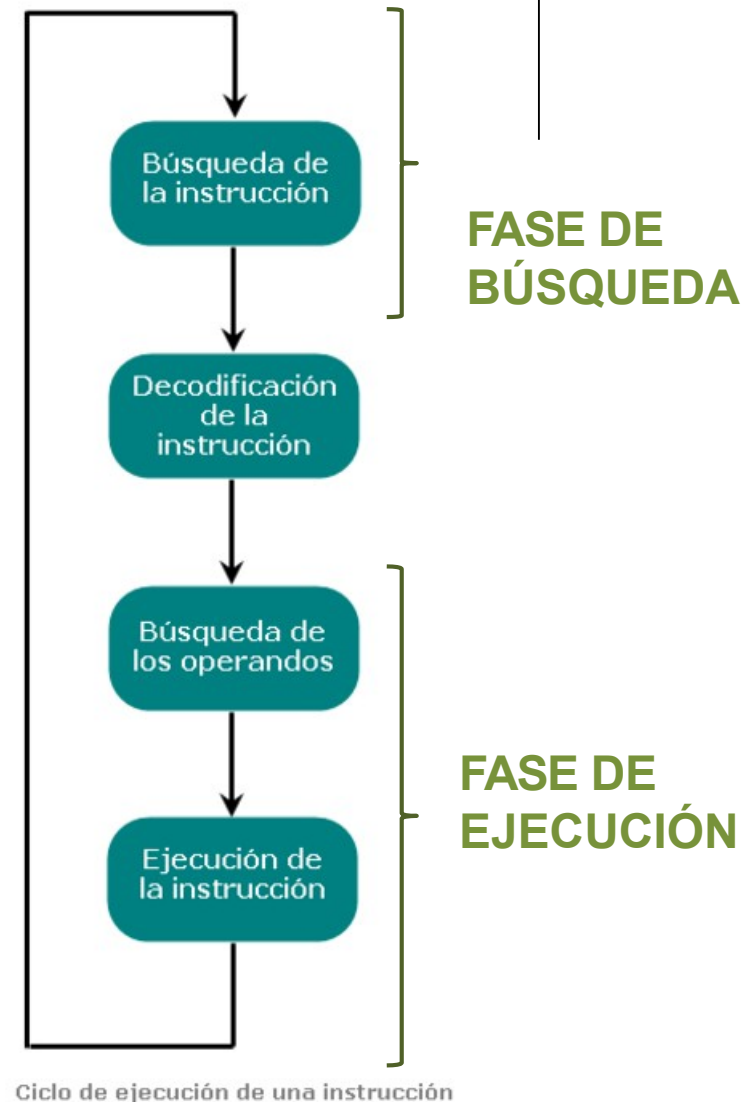 Búsqueda de
la instrucción
FASE DE
BÚSQUEDA
Decodificación
de la
instrucción
Búsqueda de
los operandos
FASE DE
EJECUCIÓN
Ejecución de
la instrucción
Ciclo de ejecución de una instrucción